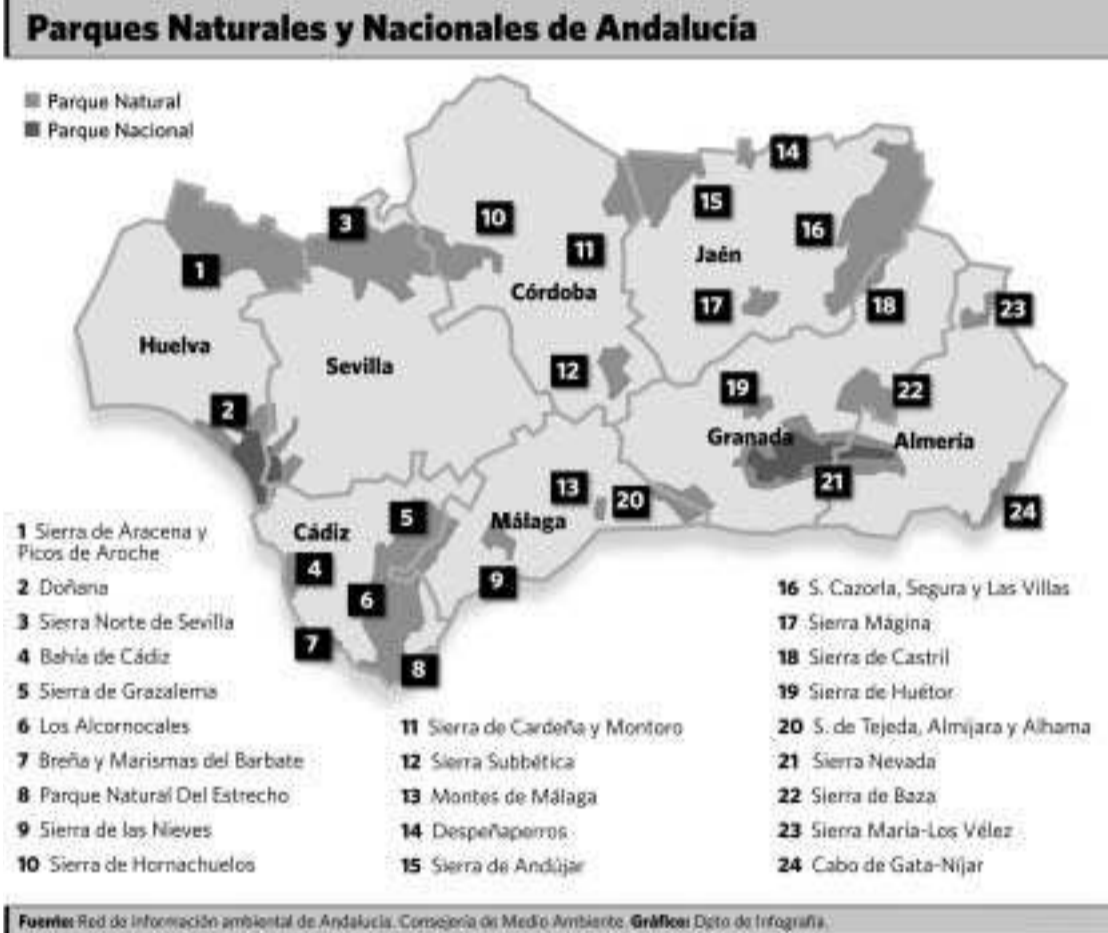 Parques Naturales y Nacionales de Andalucía
Parque Natural
Parque Nacional
14
3
10
15
16
11
1
Jaén
Córdoba
17
18
23
Huelva
Sevilla
12
19
22
2
Granada
Almería
21
13
20
5
Málaga
24
Cádiz
4
9
6
7
8
1 Sierra de Aracena y
Picos de Aroche
2 Doñana
3 Sierra Norte de Sevilla
4 Bahía de Cádiz
5 Sierra de Grazalema
6 Los Alcornocales
7 Breña y Marismas del Barbate
8 Parque Natural Del Estrecho
9 Sierra de las Nieves
10 Sierra de Hornachuelos
11 Sierra de Cardeña y Montoro
12 Sierra Subbética
13 Montes de Málaga
14 Despeñaperros
15 Sierra de Andújar
16 S. Cazorla, Segura y Las Villas
17 Sierra Mágina
18 Sierra de Castril
19 Sierra de Huétor
20 S. de Tejeda, Almijara y Alhama
21 Sierra Nevada
22 Sierra de Baza
23 Sierra María-Los Vélez
24 Cabo de Gata-Níjar
Fuente: Red de información ambiental de Andalucía. Consejería de Medio Ambiente. Gráfico: Dpto de Infografía.